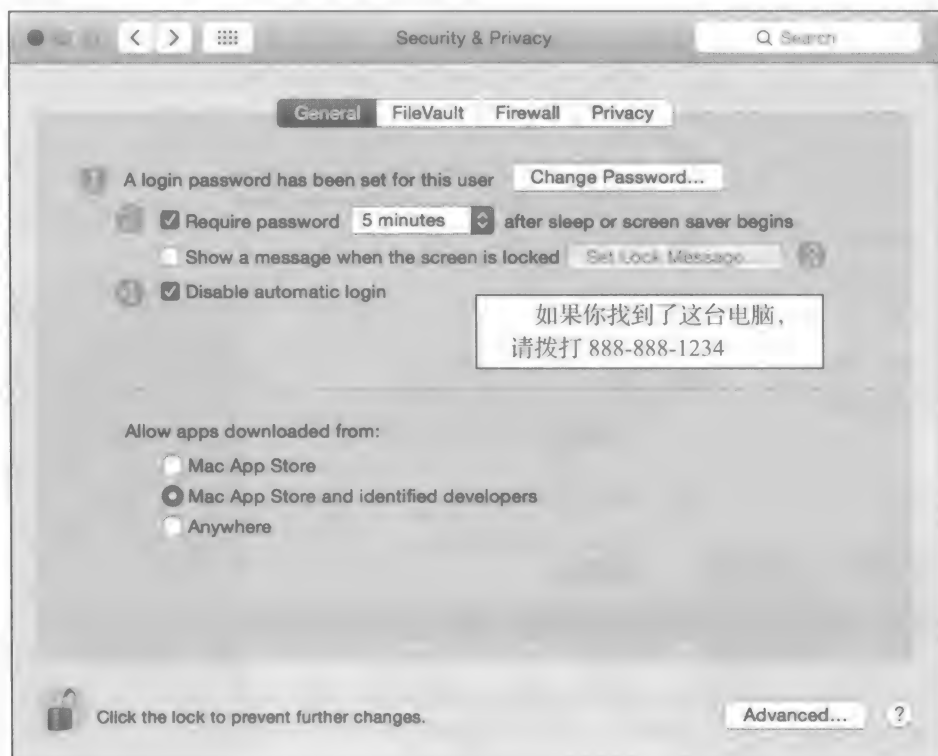 Security & Privacy
Search
General FileVault Firewall Privacy
A login password has been set for this user Change Password...
Require password 5 minutes after sleep or screen saver begins
Show a message when the screen is locked Set Lock Message...
Disable automatic login
如果你找到了这台电脑，
请拨打 888-888-1234
Allow apps downloaded from:
Mac App Store
Mac App Store and identified developers
Anywhere
Click the lock to prevent further changes.
Advanced... ?